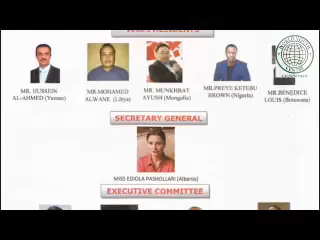 VICE PRESIDENTS
MR. HUSSEIN
AL-AHMED (Yemen)
MR.MOHAMED
ALWANE (Libya)
MR. MUNKHBAT
AYUSH (Mongolia)
MR.PREYE KETEBU
BROWN (Nigeria)
MR.BENEDICE
LOUIS (Botswana)
SECRETARY GENERAL
MISS EDIOLA PASHOLLARI (Albania)
EXECUTIVE COMMITTEE